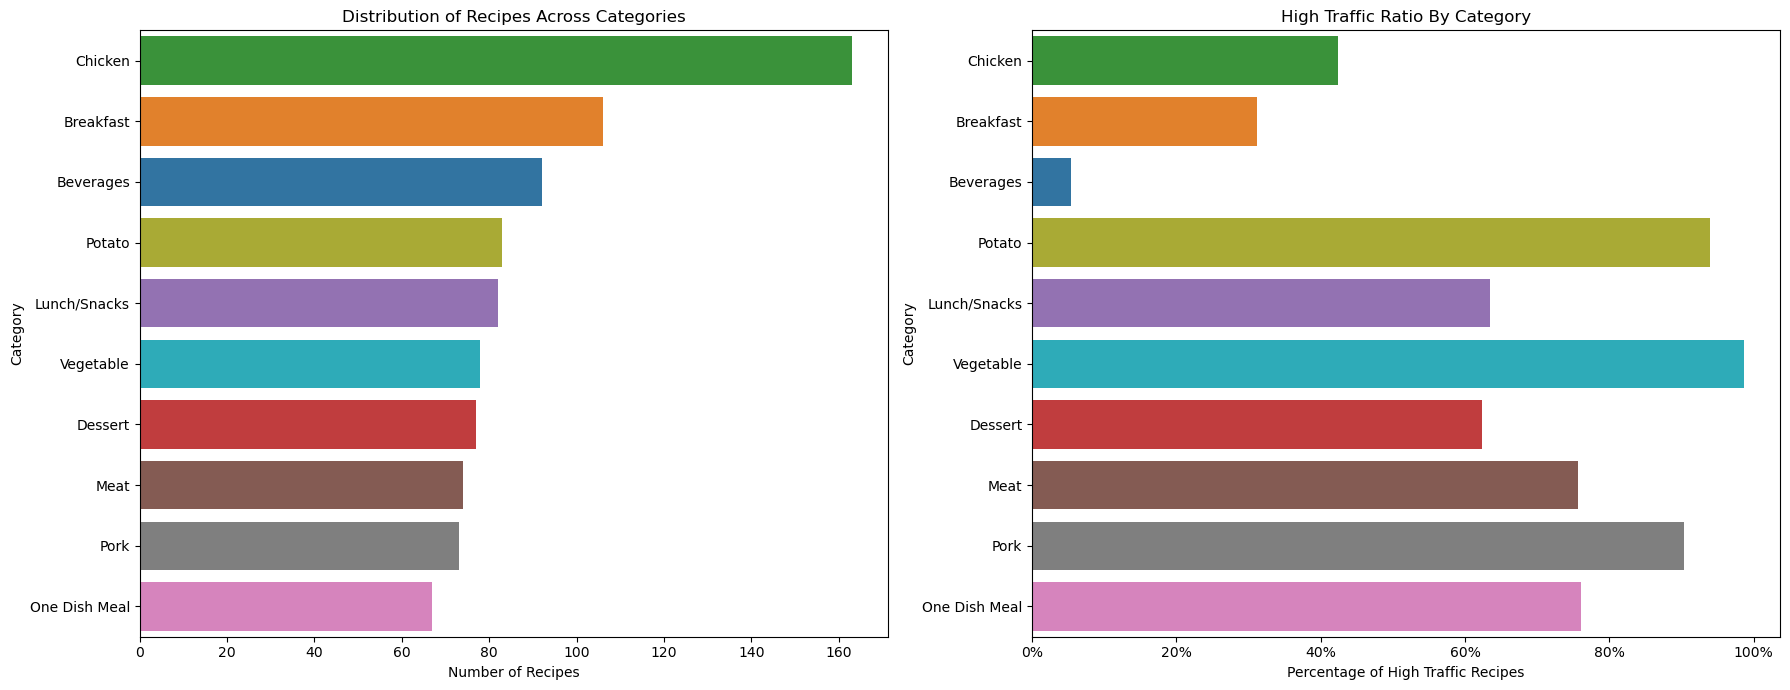 Distribution of Recipes Across Categories
Category
Chicken
Breakfast
Beverages
Potato
Lunch/Snacks
Vegetable
Dessert
Meat
Pork
One Dish Meal
0 20 40 60 80 100 120 140 160
Number of Recipes
High Traffic Ratio By Category
Category
Chicken
Breakfast
Beverages
Potato
Lunch/Snacks
Vegetable
Dessert
Meat
Pork
One Dish Meal
0% 20% 40% 60% 80% 100%
Percentage of High Traffic Recipes